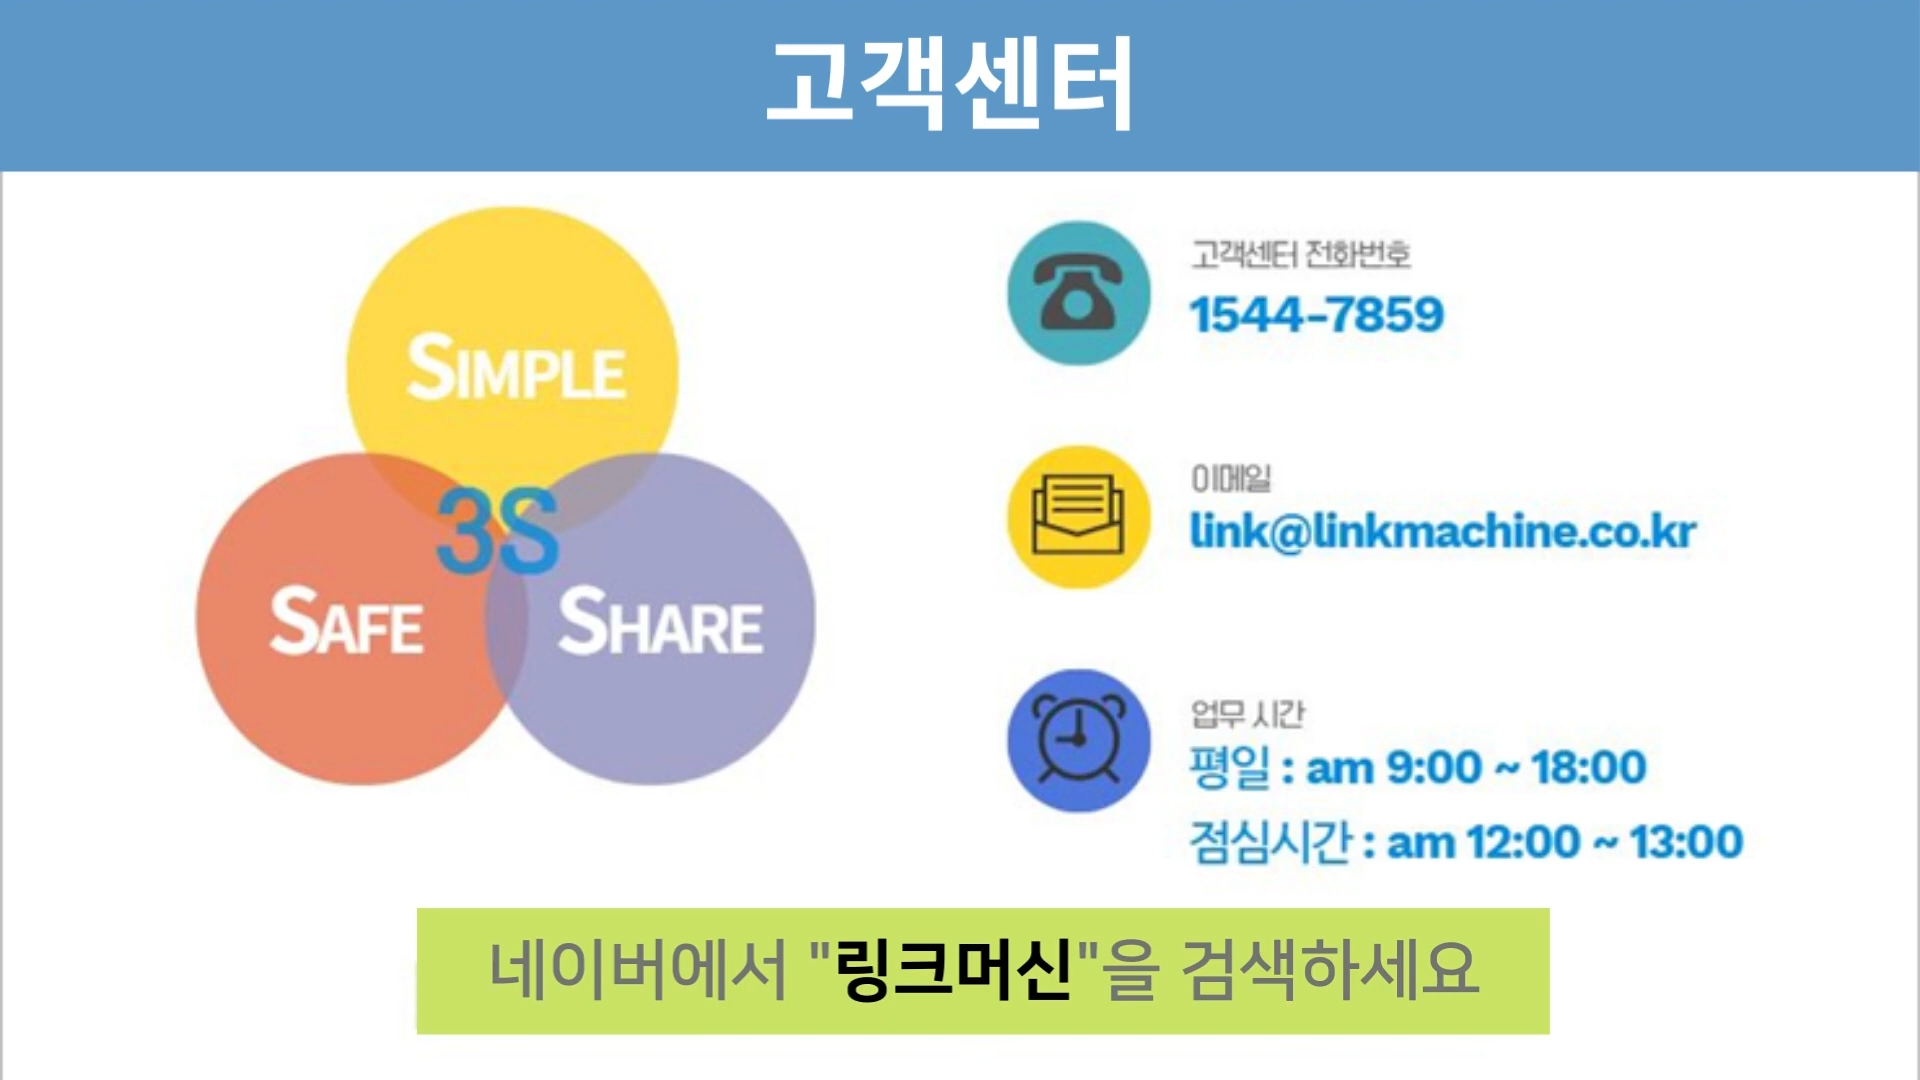 고객센터
SIMPLE
3S
SAFE
SHARE
고객센터 전화번호
1544-7859
이메일
link@linkmachine.co.kr
업무 시간
평일 : am 9:00 ~ 18:00
점심시간 : am 12:00 ~ 13:00
네이버에서 "링크머신"을 검색하세요